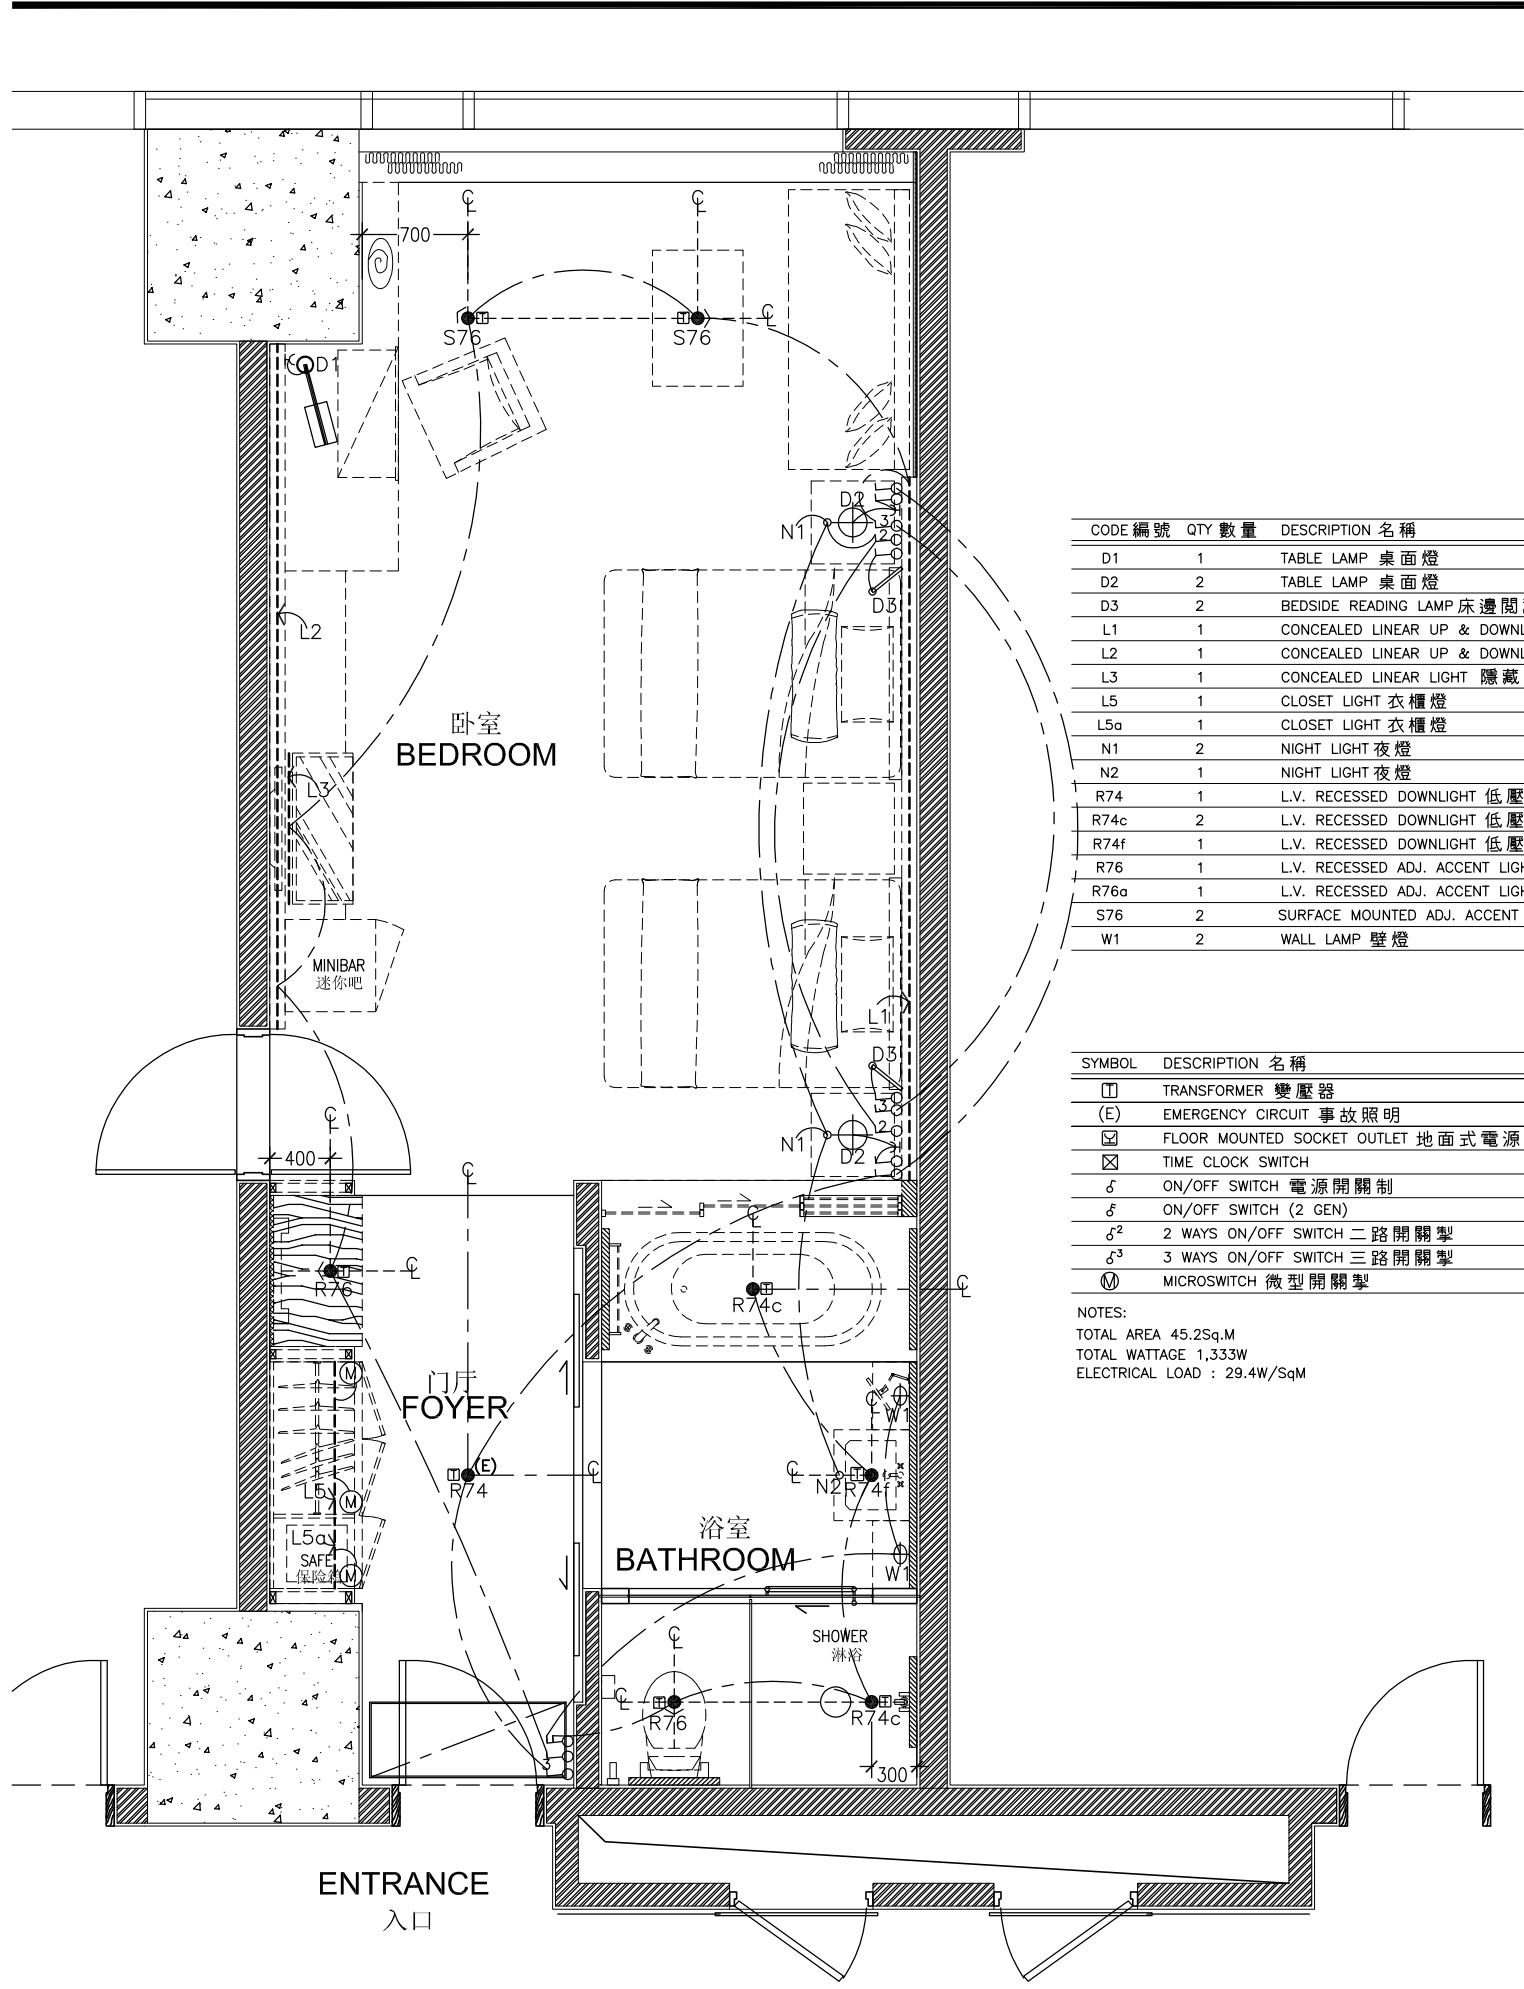 700
S76
S76
D1
D2
N1
3
2
D3
L2
卧室
BEDROOM
L3
MINIBAR
迷你吧
L1
D3
3
2
N1
D2
400
R76
R74c
门厅
FOYER
M
W1
(E)
R74
N2
R74f
L5
M
L5a
SAFE
保险箱
M
浴室
BATHROOM
W1
SHOWER
淋浴
R76
R74c
3
300
ENTRANCE
入口
CODE 編號 QTY 數量 DESCRIPTION 名稱
D1 1 TABLE LAMP 桌面燈
D2 2 TABLE LAMP 桌面燈
D3 2 BEDSIDE READING LAMP 床邊閱
L1 1 CONCEALED LINEAR UP & DOWNL
L2 1 CONCEALED LINEAR UP & DOWNL
L3 1 CONCEALED LINEAR LIGHT 隱藏
L5 1 CLOSET LIGHT 衣櫃燈
L5a 1 CLOSET LIGHT 衣櫃燈
N1 2 NIGHT LIGHT 夜燈
N2 1 NIGHT LIGHT 夜燈
R74 1 L.V. RECESSED DOWNLIGHT 低壓
R74c 2 L.V. RECESSED DOWNLIGHT 低壓
R74f 1 L.V. RECESSED DOWNLIGHT 低壓
R76 1 L.V. RECESSED ADJ. ACCENT LIGH
R76a 1 L.V. RECESSED ADJ. ACCENT LIGH
S76 2 SURFACE MOUNTED ADJ. ACCENT
W1 2 WALL LAMP 壁燈
SYMBOL DESCRIPTION 名稱
T TRANSFORMER 變壓器
(E) EMERGENCY CIRCUIT 事故照明
FLOOR MOUNTED SOCKET OUTLET 地面式電源
TIME CLOCK SWITCH
ON/OFF SWITCH 電源開關制
ON/OFF SWITCH (2 GEN)
2 2 WAYS ON/OFF SWITCH 二路開關掣
3 3 WAYS ON/OFF SWITCH 三路開關掣
M MICROSWITCH 微型開關掣
NOTES:
TOTAL AREA 45.2Sq.M
TOTAL WATTAGE 1,333W
ELECTRICAL LOAD : 29.4W/SqM